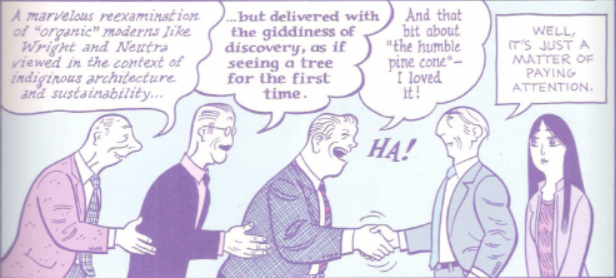 A marvelous reexamination
of "organic" moderns like
Wright and Neutra
viewed in the context of
indiginous architecture
and sustainability...
...but delivered with
the giddiness of
discovery, as if
seeing a tree
for the first
time.
And that
bit about
"the humble
pine cone"—
I loved
it!
HA!
WELL,
IT'S JUST A
MATTER OF
PAYING
ATTENTION.